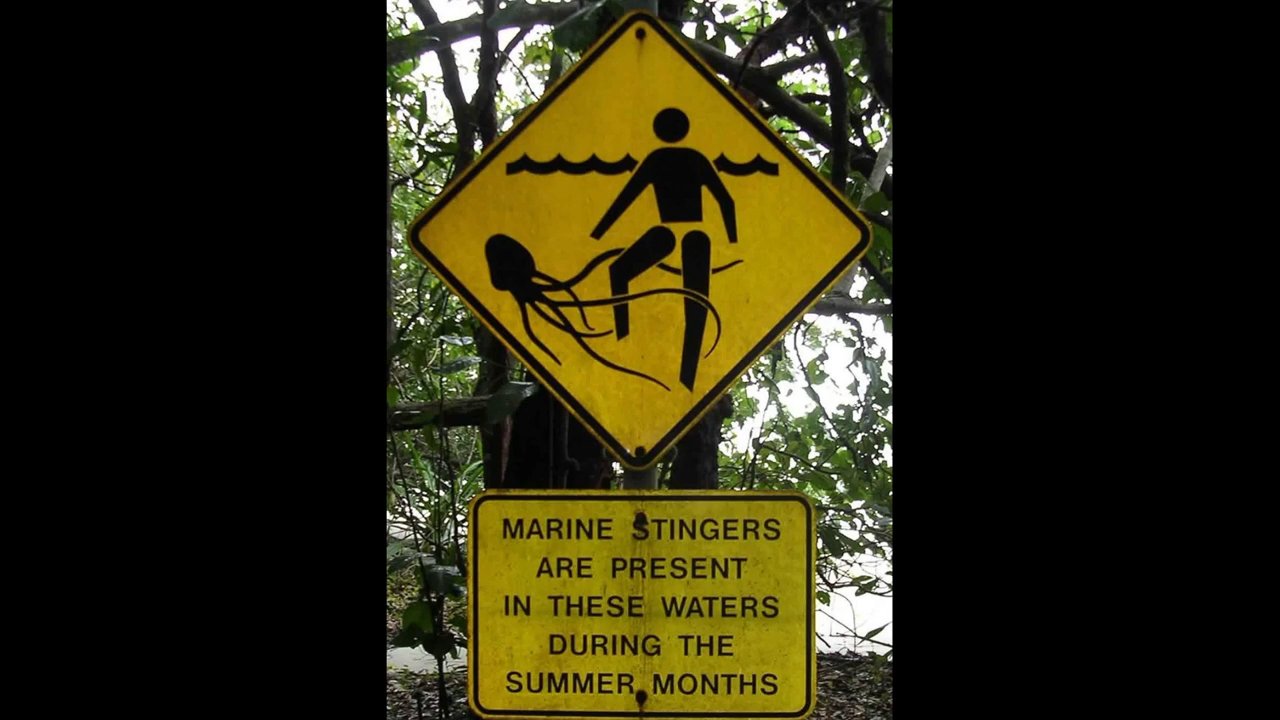 MARINE STINGERS
ARE PRESENT
IN THESE WATERS
DURING THE
SUMMER MONTHS